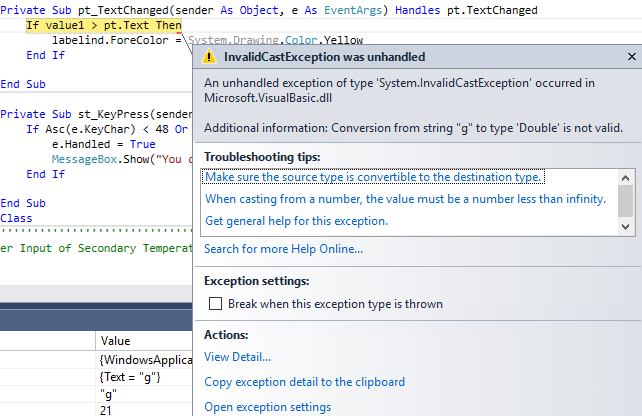 Private Sub pt_TextChanged(sender As Object, e As EventArgs) Handles pt.TextChanged
If value1 > pt.Text Then
labelind.ForeColor = System.Drawing.Color.Yellow
End If
End Sub
Private Sub st_KeyPress(sender
If Asc(e.KeyChar) < 48 Or
e.Handled = True
MessageBox.Show("You
End If
End Sub
Class
er Input of Secondary Temperat
InvalidCastException was unhandled
An unhandled exception of type 'System.InvalidCastException' occurred in
Microsoft.VisualBasic.dll
Additional information: Conversion from string "g" to type 'Double' is not valid.
Troubleshooting tips:
Make sure the source type is convertible to the destination type.
When casting from a number, the value must be a number less than infinity.
Get general help for this exception.
Search for more Help Online...
Exception settings:
Break when this exception type is thrown
Actions:
View Detail...
Copy exception detail to the clipboard
Open exception settings
Value
{WindowsApplica
{Text = "g"}
"g"
21